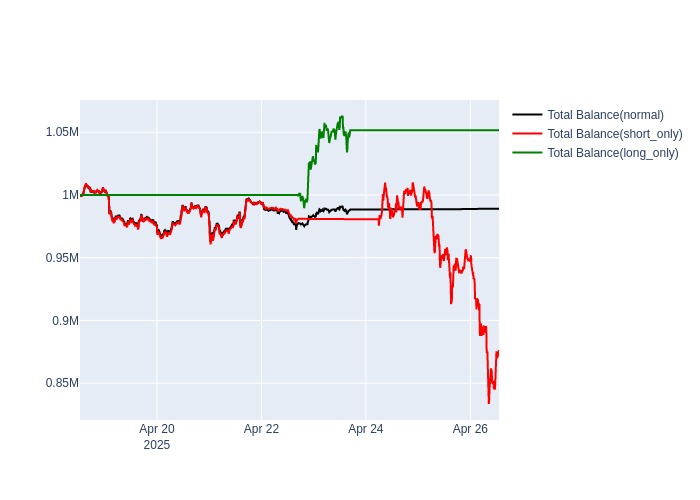 Total Balance(normal)
Total Balance(short_only)
Total Balance(long_only)
1.05M
1M
0.95M
0.9M
0.85M
Apr 20
2025
Apr 22
Apr 24
Apr 26